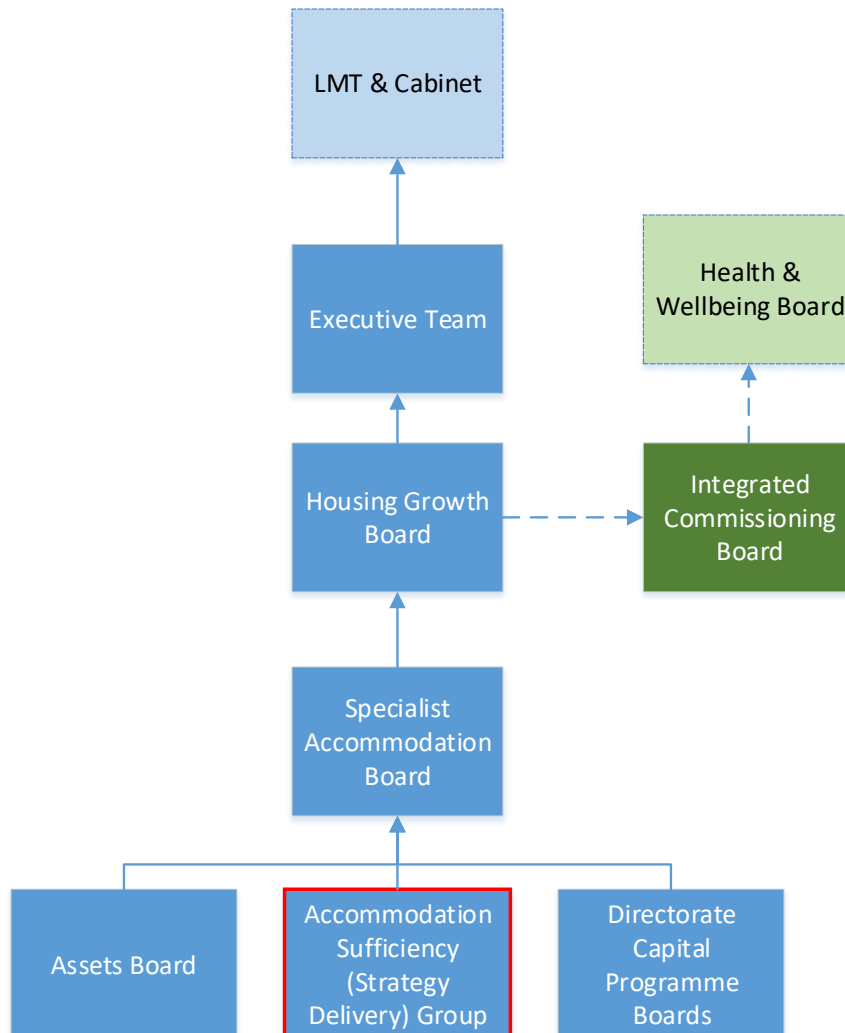 LMT & Cabinet
Executive Team
Health &
Wellbeing Board
Housing Growth
Board
Integrated
Commissioning
Board
Specialist
Accommodation
Board
Assets Board
Accommodation
Sufficiency
(Strategy
Delivery) Group
Directorate
Capital
Programme
Boards